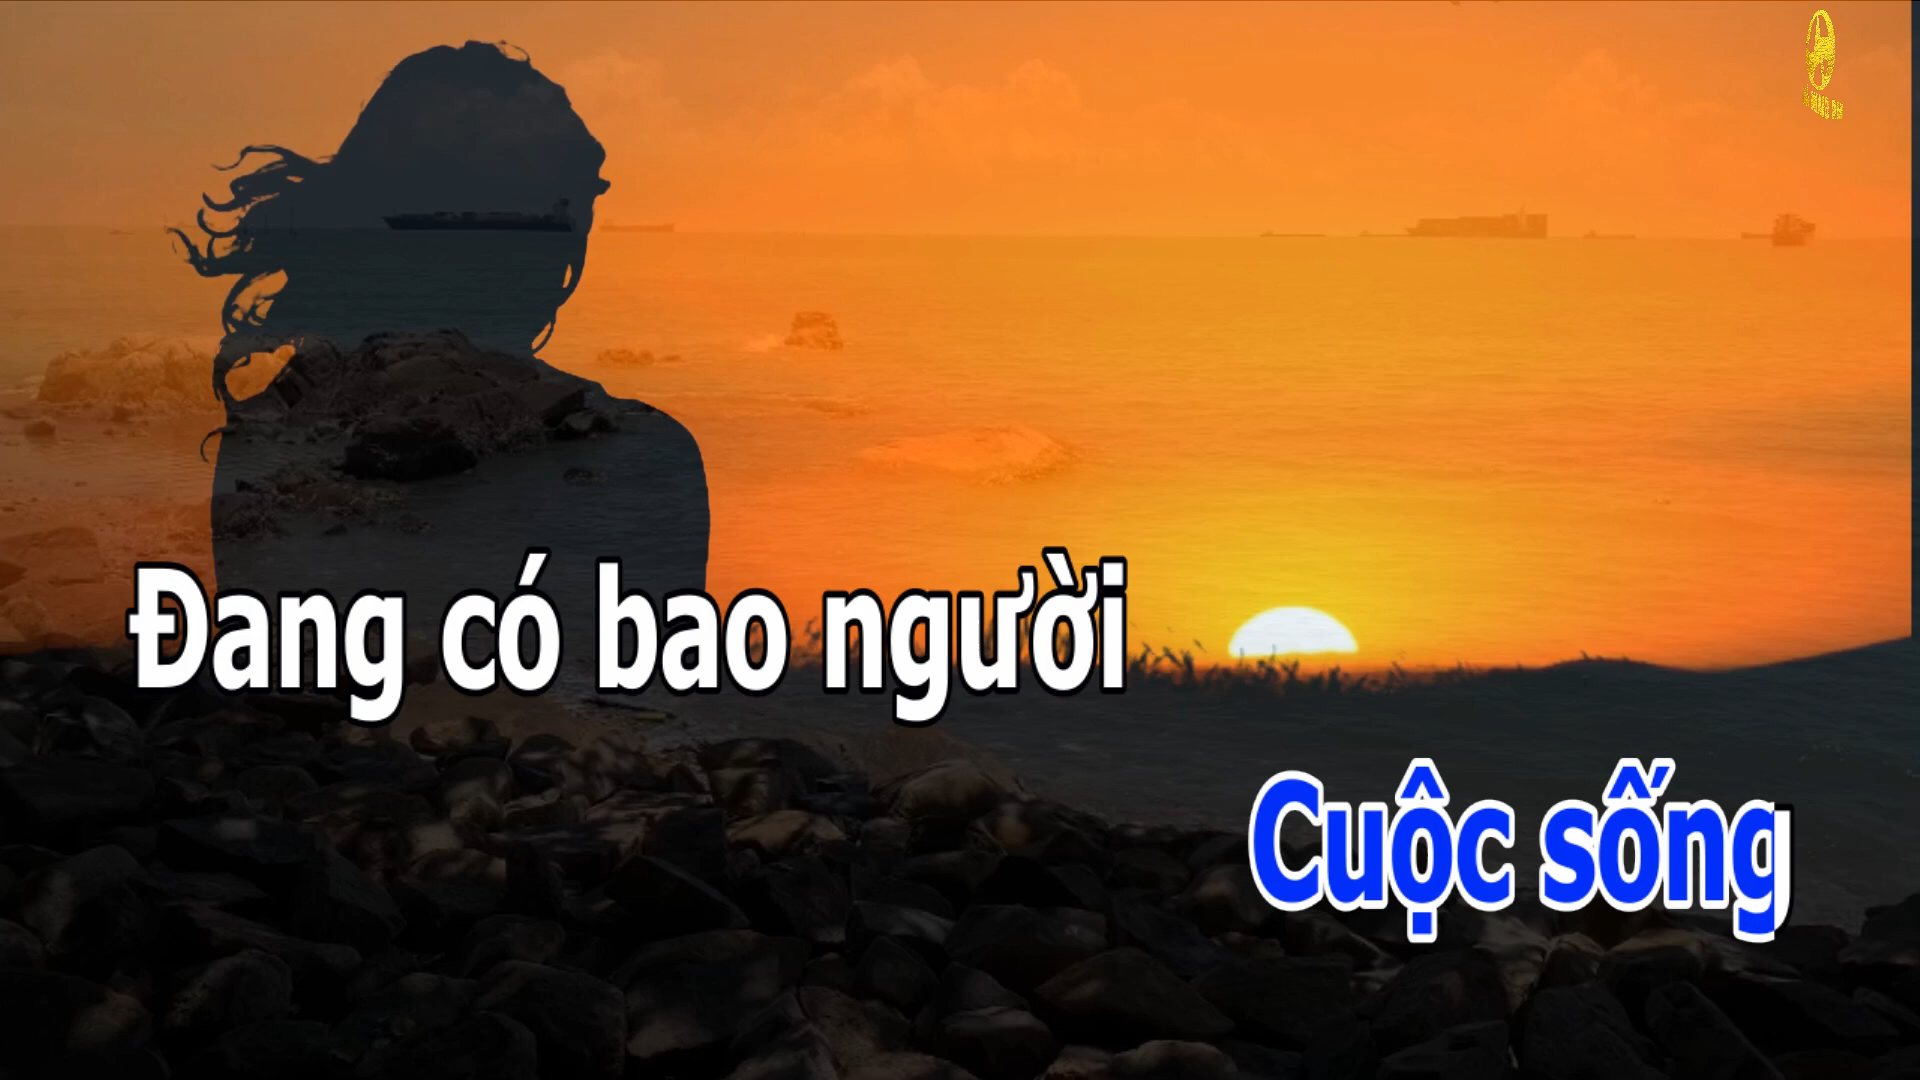 Đang có bao người
Cuộc sống